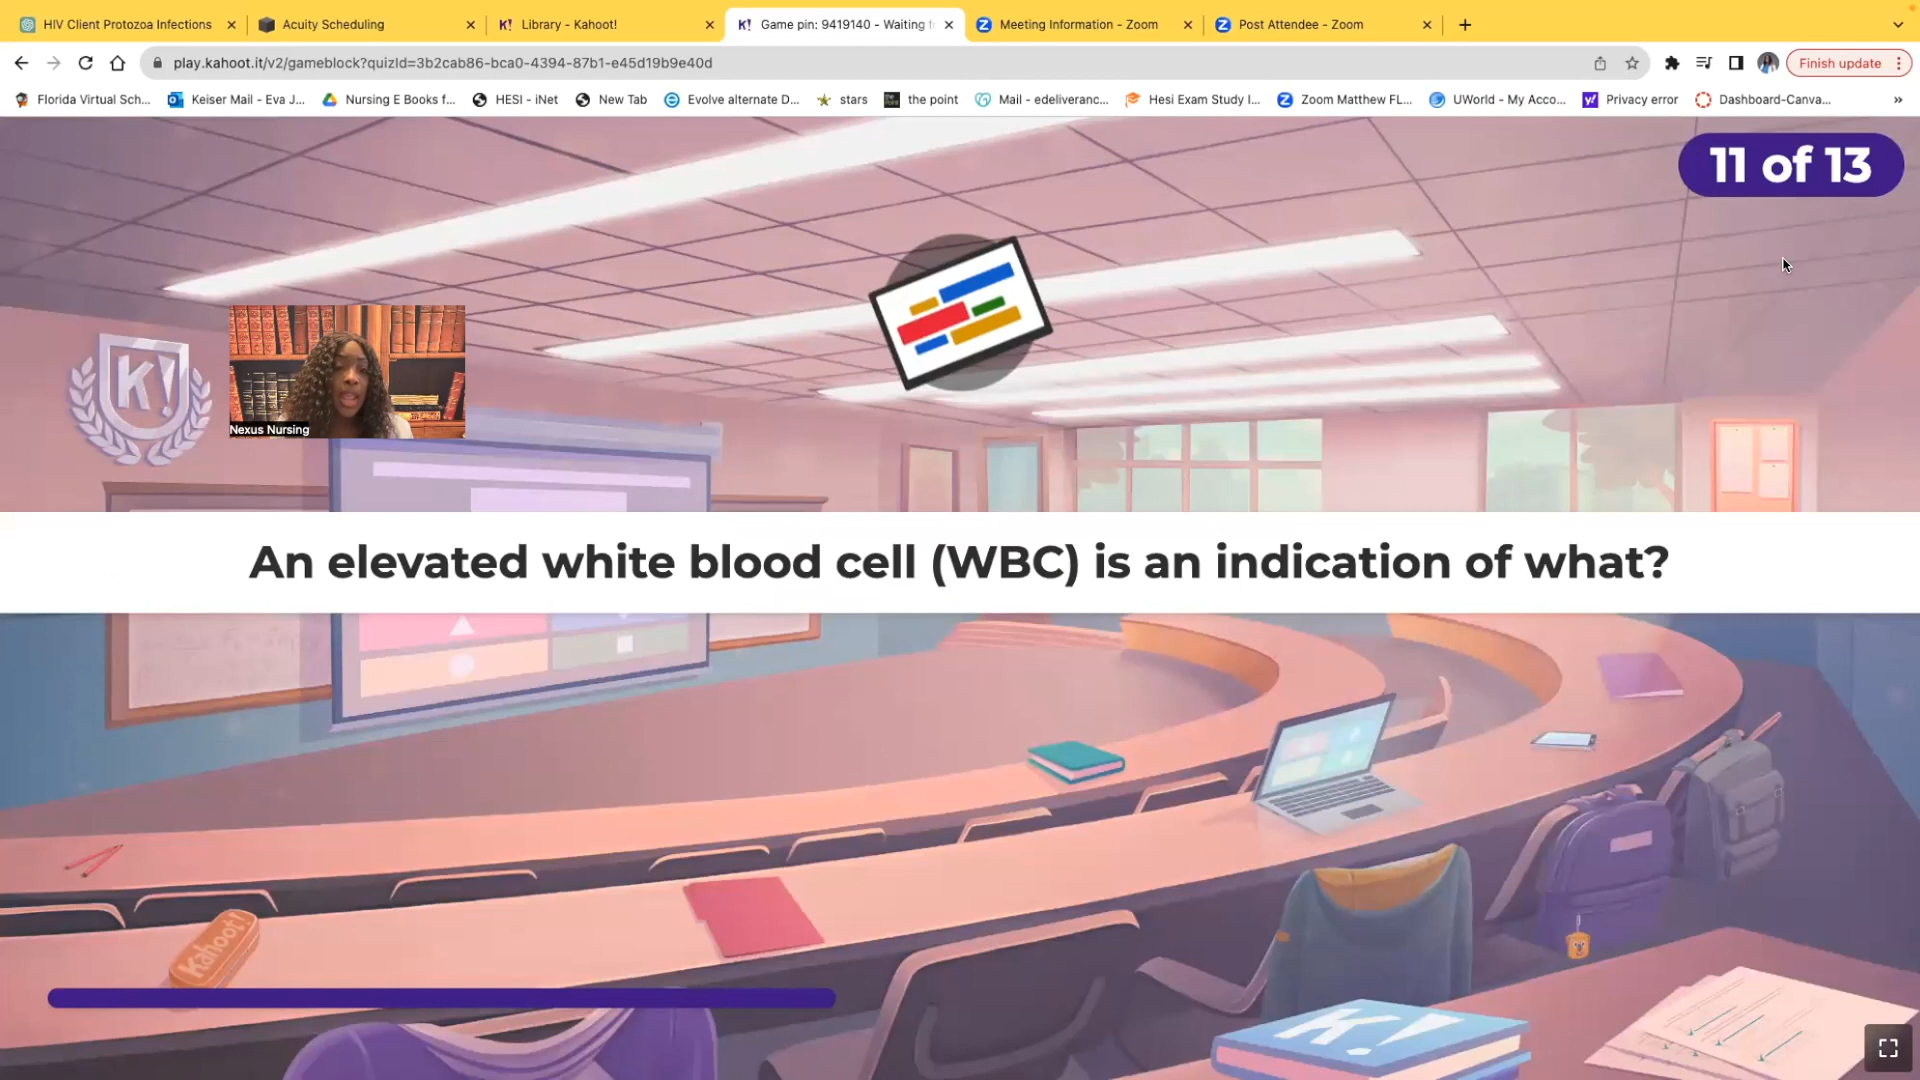 HIV Client Protozoa Infections
Acuity Scheduling
Library - Kahoot!
Game pin: 9419140 - Waiting f
Meeting Information - Zoom
Post Attendee - Zoom
play.kahoot.it/v2/gameblock?quizId=3b2cab86-bca0-4394-87b1-e45d19b9e40d
Finish update
Florida Virtual Sch...
Keiser Mail - Eva J...
Nursing E Books f...
HESI - iNet
New Tab
Evolve alternate D...
stars
the point
Mail - edeliveranc...
Hesi Exam Study I...
Zoom Matthew FL...
UWorld - My Acco...
Privacy error
Dashboard-Canva...
11 of 13
K!
Nexus Nursing
An elevated white blood cell (WBC) is an indication of what?
Kahoot!
K!